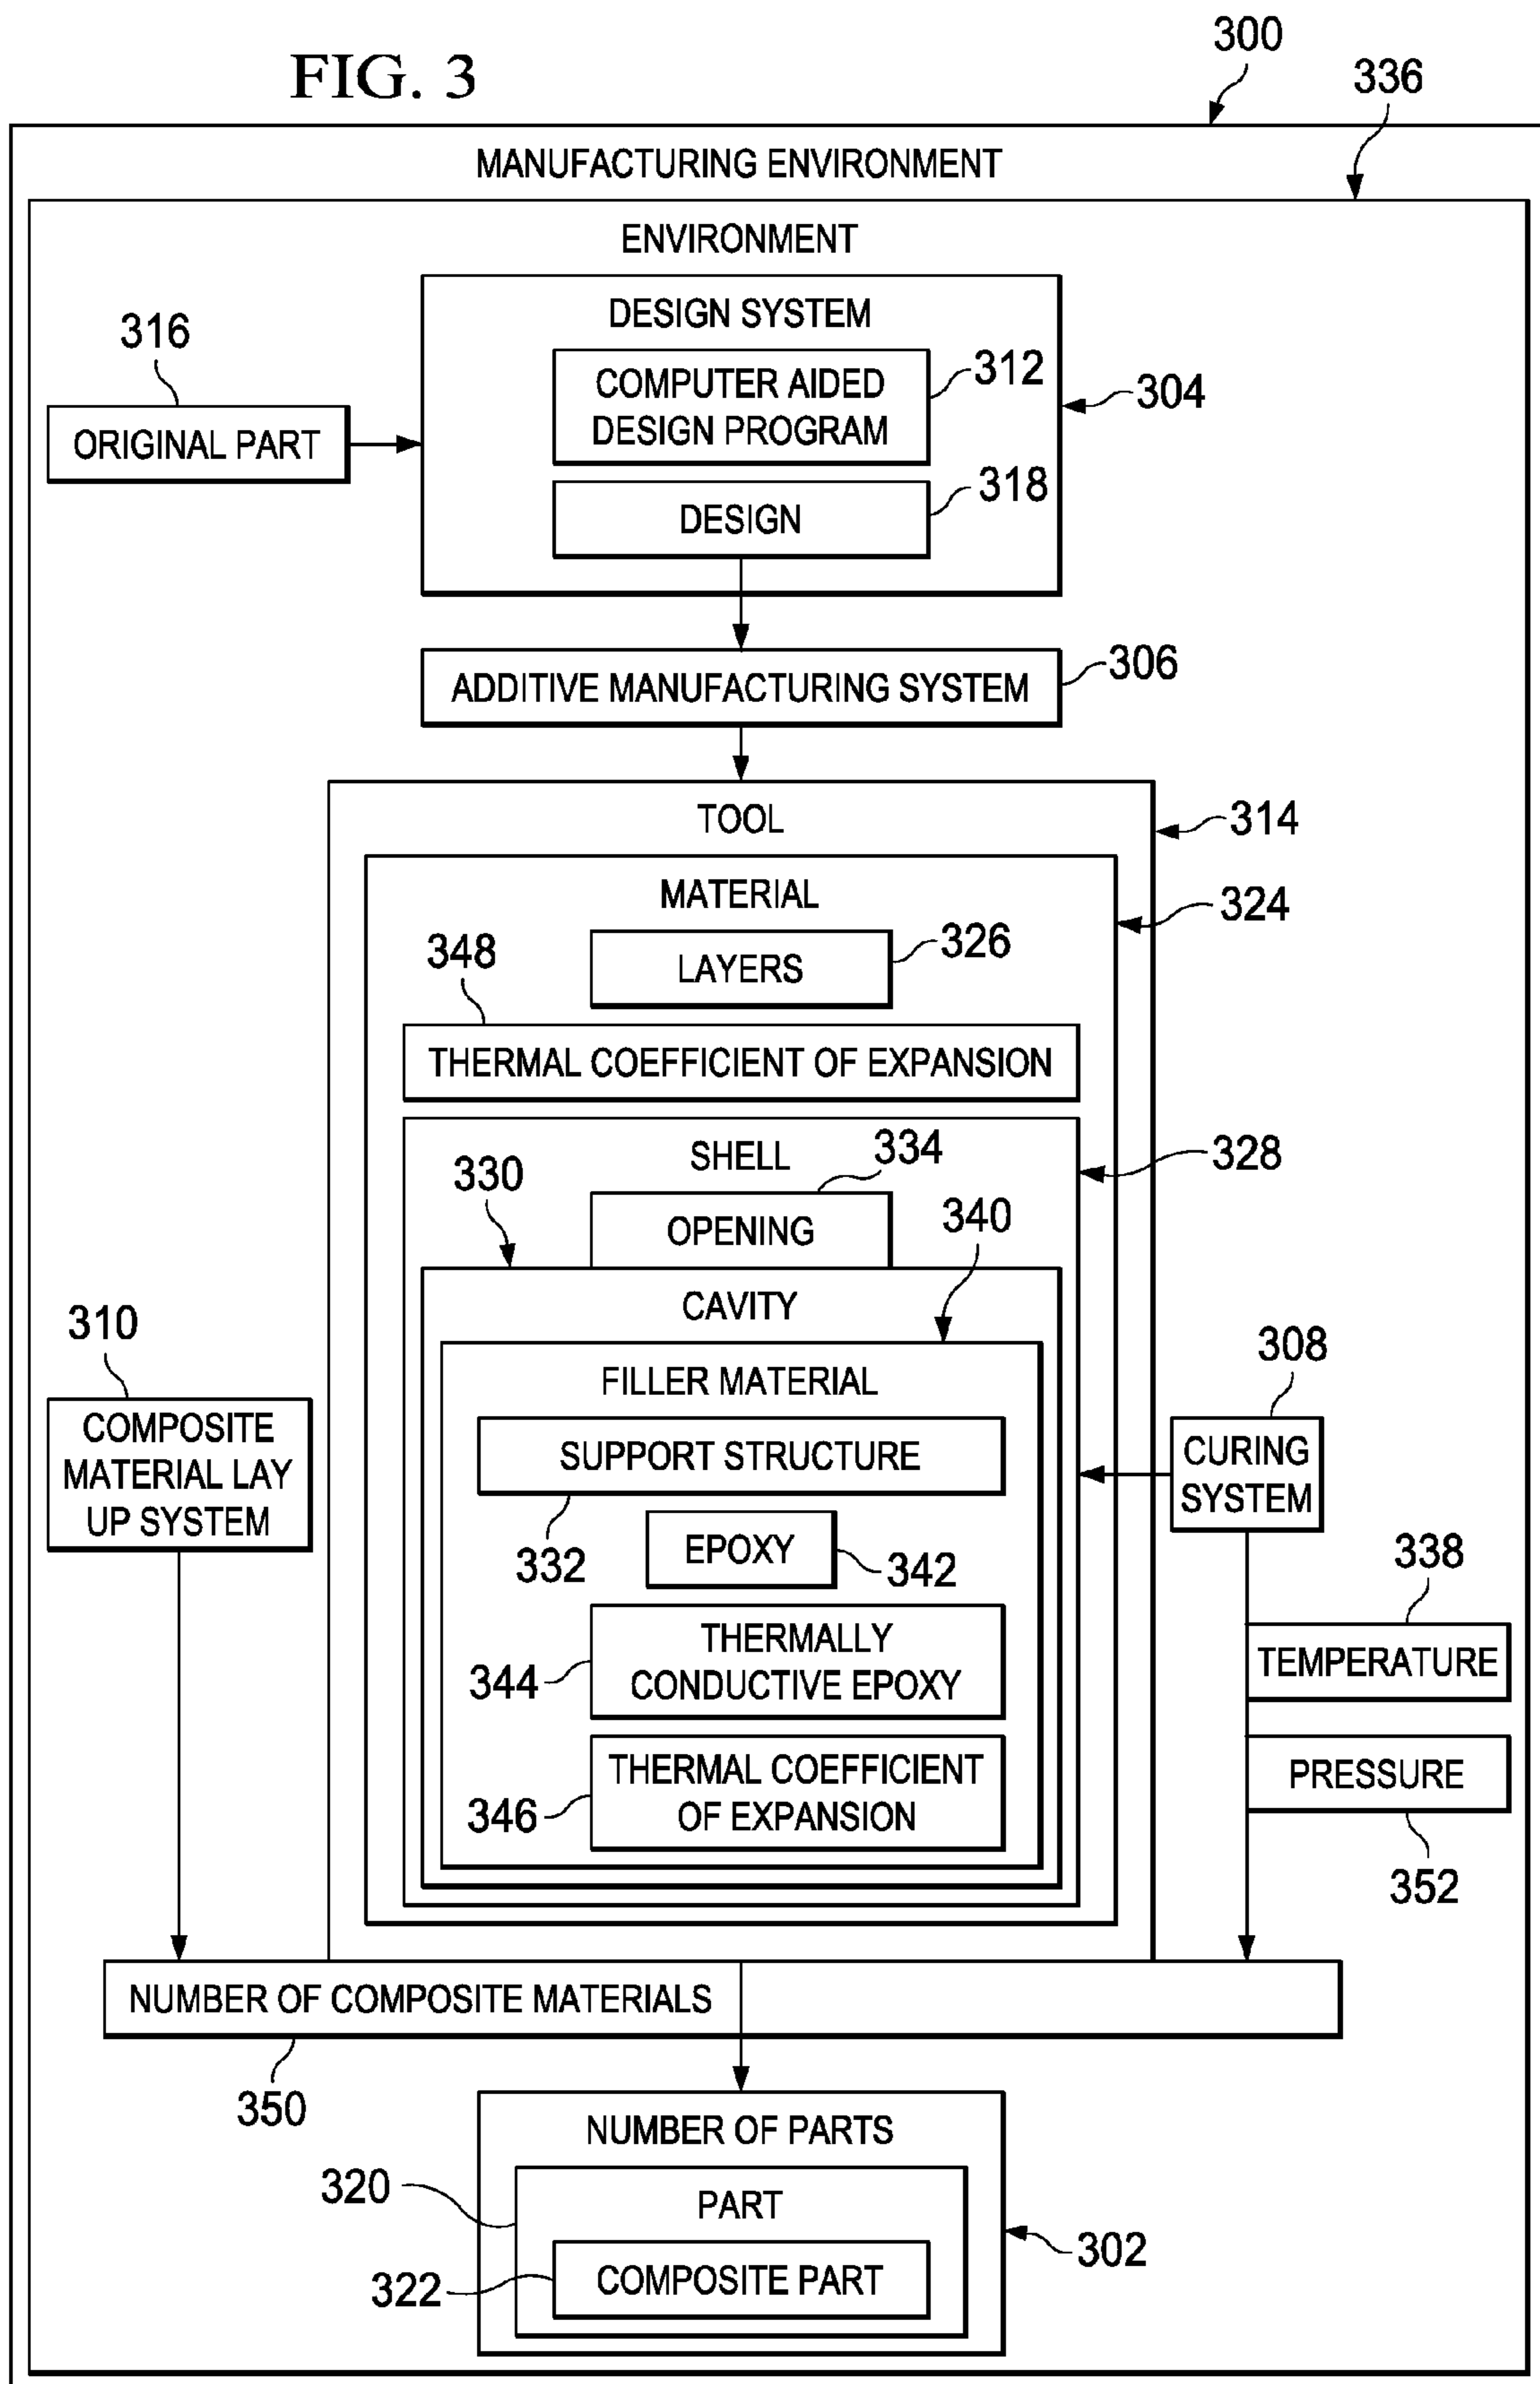 FIG. 3
300
336
MANUFACTURING ENVIRONMENT
ENVIRONMENT
DESIGN SYSTEM
316
COMPUTER AIDED
DESIGN PROGRAM
312
304
ORIGINAL PART
318
DESIGN
ADDITIVE MANUFACTURING SYSTEM
306
TOOL
314
MATERIAL
324
348
LAYERS
326
THERMAL COEFFICIENT OF EXPANSION
SHELL
334
328
330
OPENING
340
CAVITY
310
308
FILLER MATERIAL
COMPOSITE
MATERIAL LAY
UP SYSTEM
SUPPORT STRUCTURE
CURING
SYSTEM
332
EPOXY
342
338
THERMALLY
CONDUCTIVE EPOXY
344
TEMPERATURE
THERMAL COEFFICIENT
OF EXPANSION
346
PRESSURE
352
NUMBER OF COMPOSITE MATERIALS
350
NUMBER OF PARTS
320
PART
302
322
COMPOSITE PART